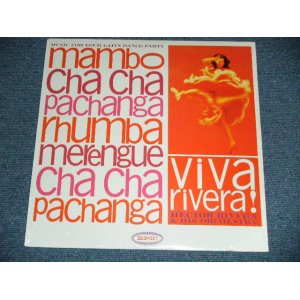 MUSIC FOR YOUR LATIN DANCE PARTY
mambo
cha cha
pachanga
rhumba
merengue
cha cha
pachanga
viva
rivera!
HECTOR RIVERA
& HIS ORCHESTRA
EPIC